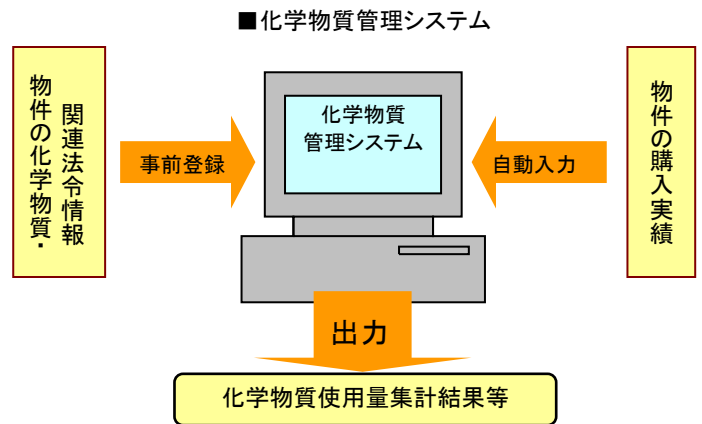 ■化学物質管理システム
物件の化学物質・
関連法令情報
事前登録
化学物質
管理システム
自動入力
物件の購入実績
出力
化学物質使用量集計結果等